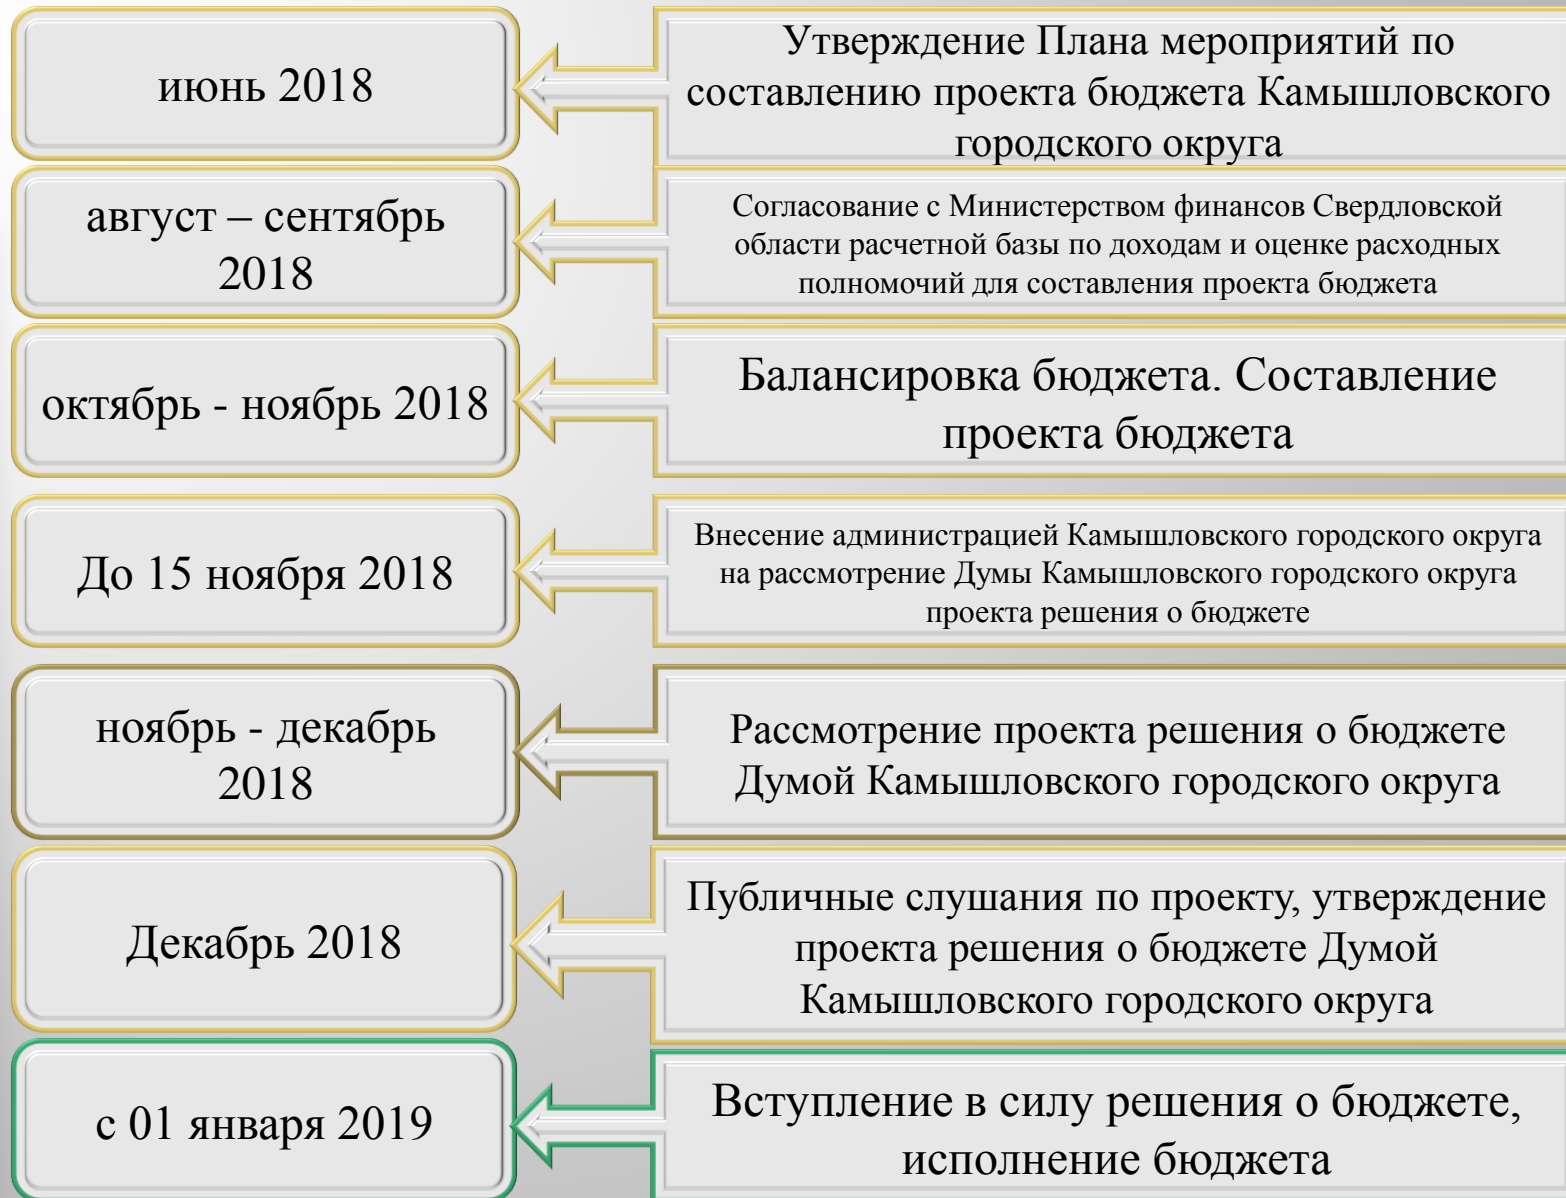 июнь 2018
Утверждение Плана мероприятий по
составлению проекта бюджета Камышловского
городского округа
август – сентябрь
2018
Согласование с Министерством финансов Свердловской
области расчетной базы по доходам и оценке расходных
полномочий для составления проекта бюджета
октябрь - ноябрь 2018
Балансировка бюджета. Составление
проекта бюджета
До 15 ноября 2018
Внесение администрацией Камышловского городского округа
на рассмотрение Думы Камышловского городского округа
проекта решения о бюджете
ноябрь - декабрь
2018
Рассмотрение проекта решения о бюджете
Думой Камышловского городского округа
Декабрь 2018
Публичные слушания по проекту, утверждение
проекта решения о бюджете Думой
Камышловского городского округа
с 01 января 2019
Вступление в силу решения о бюджете,
исполнение бюджета